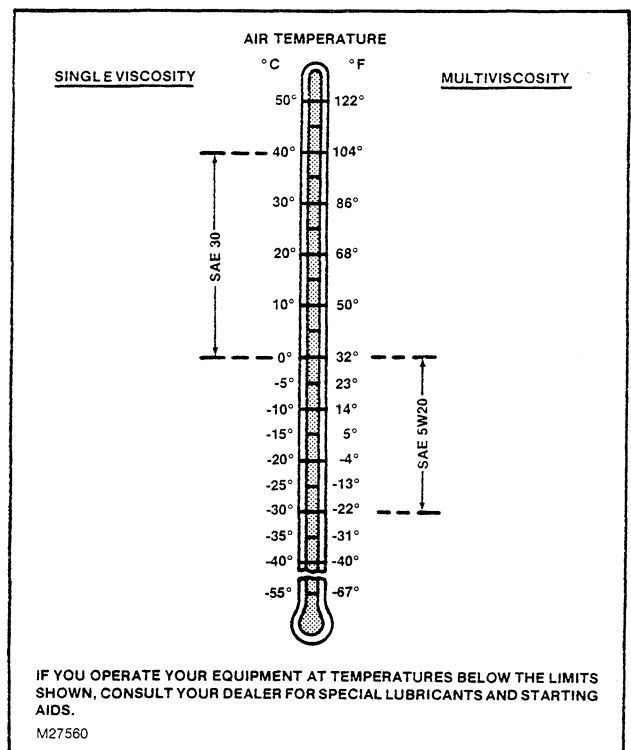 AIR TEMPERATURE
°C °F
SINGLE VISCOSITY
MULTIVISCOSITY
50° 122°
40° 104°
30° 86°
20° 68°
10° 50°
0° 32°
-5° 23°
-10° 14°
-15° 5°
-20° -4°
-25° -13°
-30° -22°
-35° -31°
-40° -40°
-55° -67°
SAE 30
SAE 5W20
IF YOU OPERATE YOUR EQUIPMENT AT TEMPERATURES BELOW THE LIMITS
SHOWN, CONSULT YOUR DEALER FOR SPECIAL LUBRICANTS AND STARTING
AIDS.
M27560